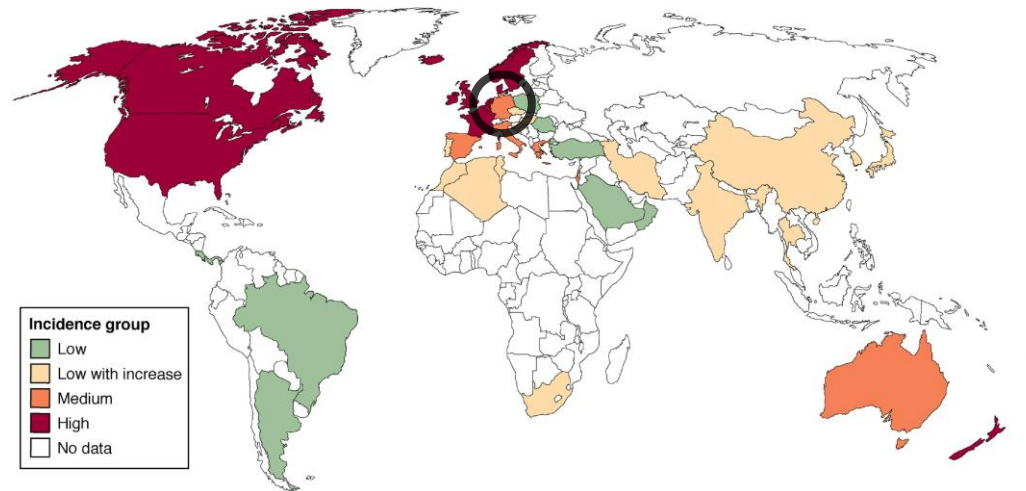 Incidence group
Low
Low with increase
Medium
High
No data